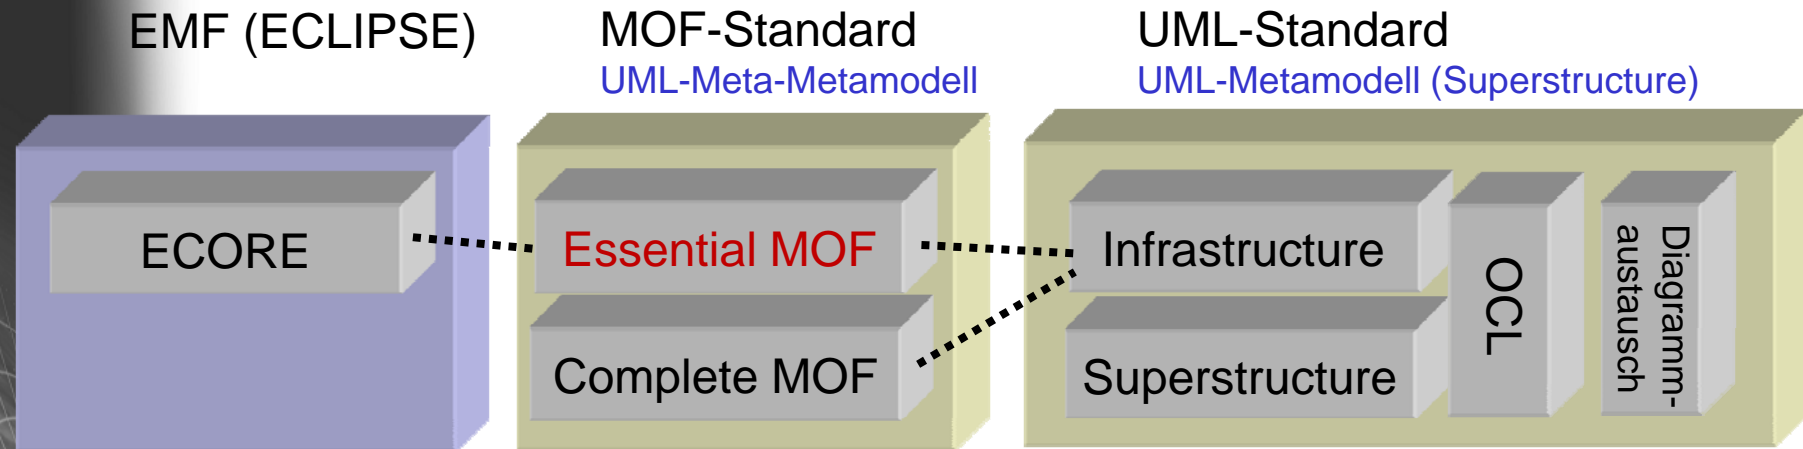 EMF (ECLIPSE)
MOF-Standard
UML-Meta-Metamodell
UML-Standard
UML-Metamodell (Superstructure)
ECORE
Essential MOF
Complete MOF
Infrastructure
Superstructure
OCL
Diagramm-
austausch